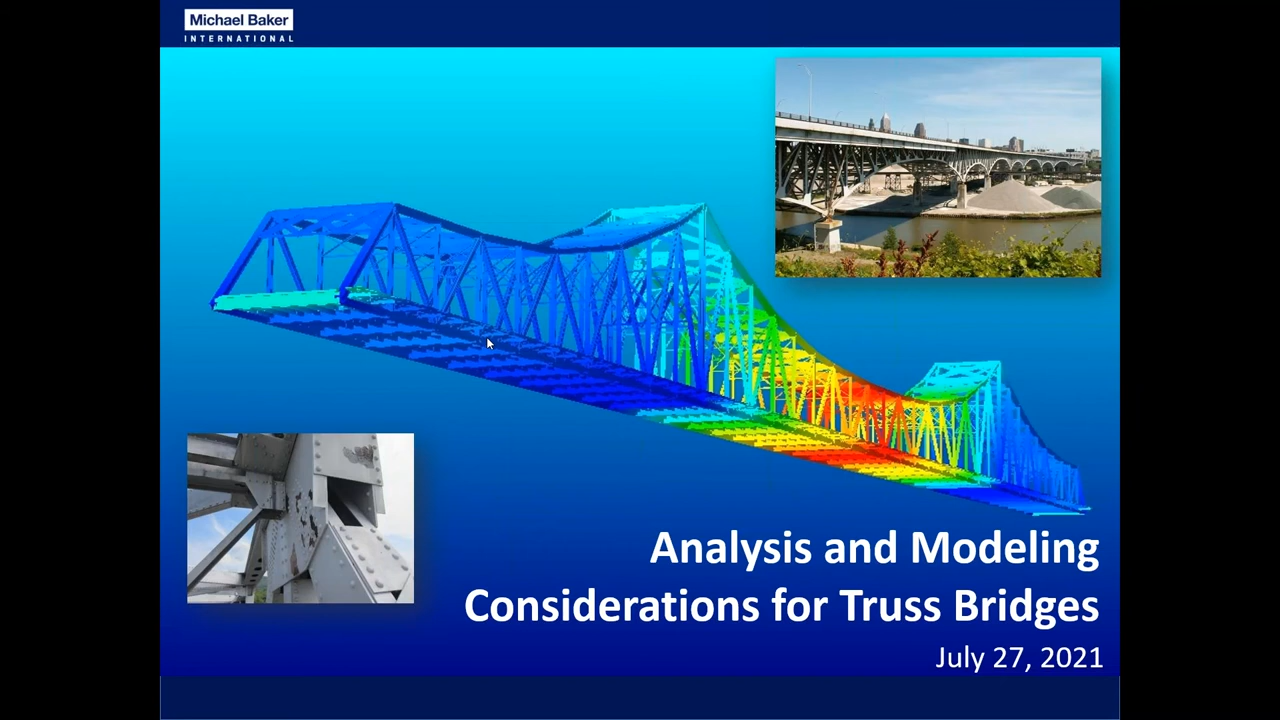 Michael Baker
INTERNATIONAL
Analysis and Modeling
Considerations for Truss Bridges
July 27, 2021